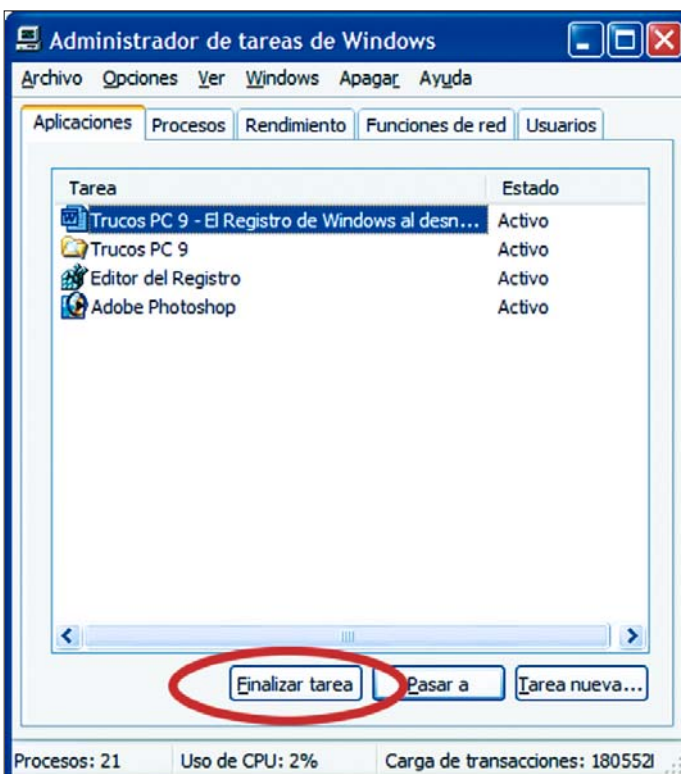 Administrador de tareas de Windows
Archivo Opciones Ver Windows Apagar Ayuda
Aplicaciones Procesos Rendimiento Funciones de red Usuarios
Tarea Estado
Trucos PC 9 - El Registro de Windows al desn... Activo
Trucos PC 9 Activo
Editor del Registro Activo
Adobe Photoshop Activo
Finalizar tarea Pasar a Tarea nueva...
Procesos: 21 Uso de CPU: 2% Carga de transacciones: 180552